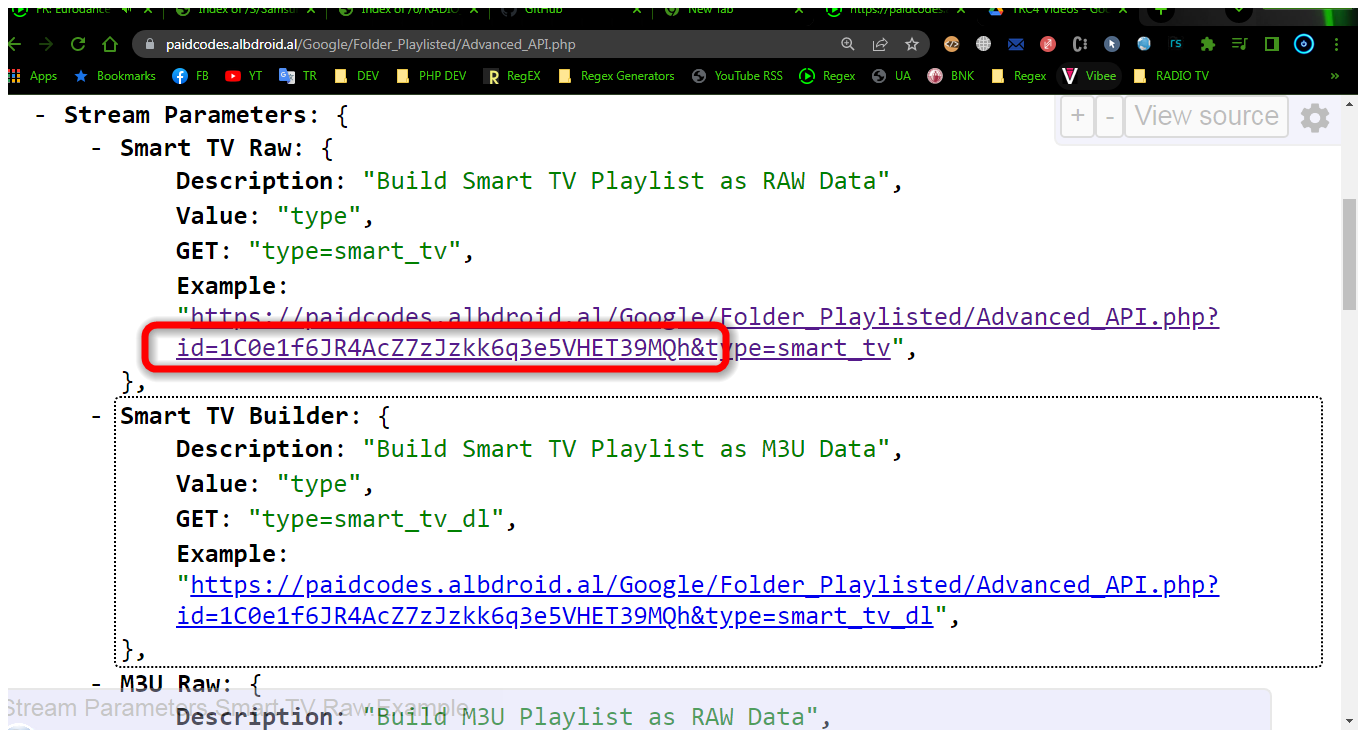 FR: Eurodance
Index of /3/Samsu
Index of /6/RADIO
GitHub
New Tab
https://paidcodes.
TRC4 Videos - Go
paidcodes.albdroid.al/Google/Folder_Playlisted/Advanced_API.php
Apps Bookmarks FB YT TR DEV PHP DEV RegEX Regex Generators YouTube RSS Regex UA BNK Regex Vibee RADIO TV »
+ - View source
- Stream Parameters: {
- Smart TV Raw: {
Description: "Build Smart TV Playlist as RAW Data",
Value: "type",
GET: "type=smart_tv",
Example:
"https://paidcodes.albdroid.al/Google/Folder_Playlisted/Advanced_API.php?
id=1C0e1f6JR4AcZ7zJzkk6q3e5VHET39MQh&type=smart_tv",
},
- Smart TV Builder: {
Description: "Build Smart TV Playlist as M3U Data",
Value: "type",
GET: "type=smart_tv_dl",
Example:
"https://paidcodes.albdroid.al/Google/Folder_Playlisted/Advanced_API.php?
id=1C0e1f6JR4AcZ7zJzkk6q3e5VHET39MQh&type=smart_tv_dl",
},
- M3U Raw: {
Stream Parameters.Smart TV Raw.Example
Description: "Build M3U Playlist as RAW Data",